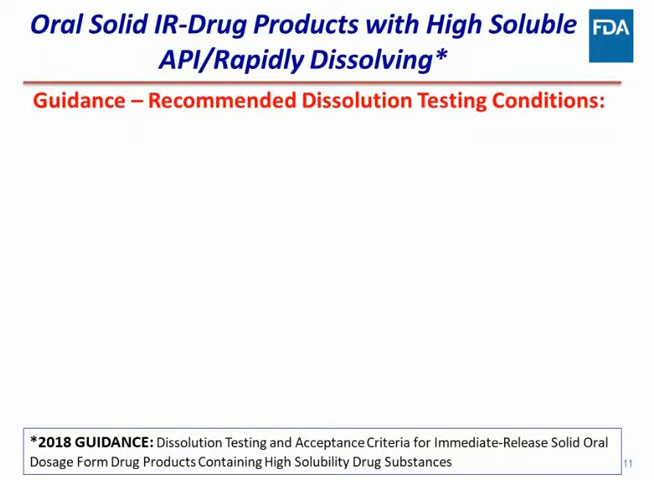 Oral Solid IR-Drug Products with High Soluble
API/Rapidly Dissolving*
FDA
Guidance – Recommended Dissolution Testing Conditions:
*2018 GUIDANCE: Dissolution Testing and Acceptance Criteria for Immediate-Release Solid Oral
Dosage Form Drug Products Containing High Solubility Drug Substances
11